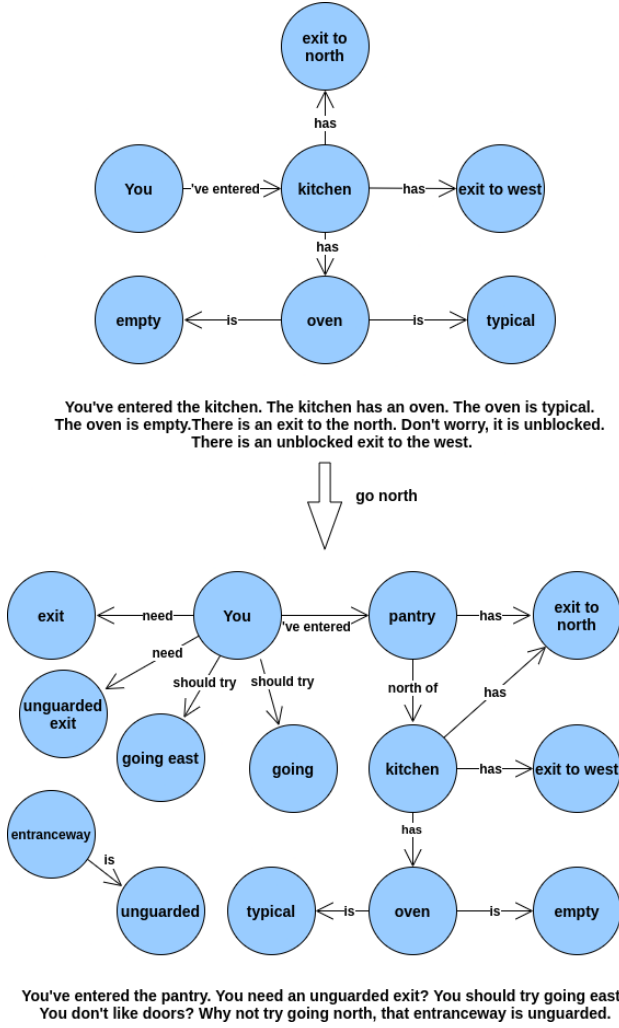 exit to
north
has
You
've entered
kitchen
has
exit to west
has
empty
is
oven
is
typical
You've entered the kitchen. The kitchen has an oven. The oven is typical.
The oven is empty.There is an exit to the north. Don't worry, it is unblocked.
There is an unblocked exit to the west.
go north
exit
need
You
've entered
pantry
has
exit to
north
need
should try
should try
north of
has
unguarded
exit
going east
going
kitchen
has
exit to west
entranceway
is
has
unguarded
typical
is
oven
is
empty
You've entered the pantry. You need an unguarded exit? You should try going east
You don't like doors? Why not try going north, that entranceway is unguarded.